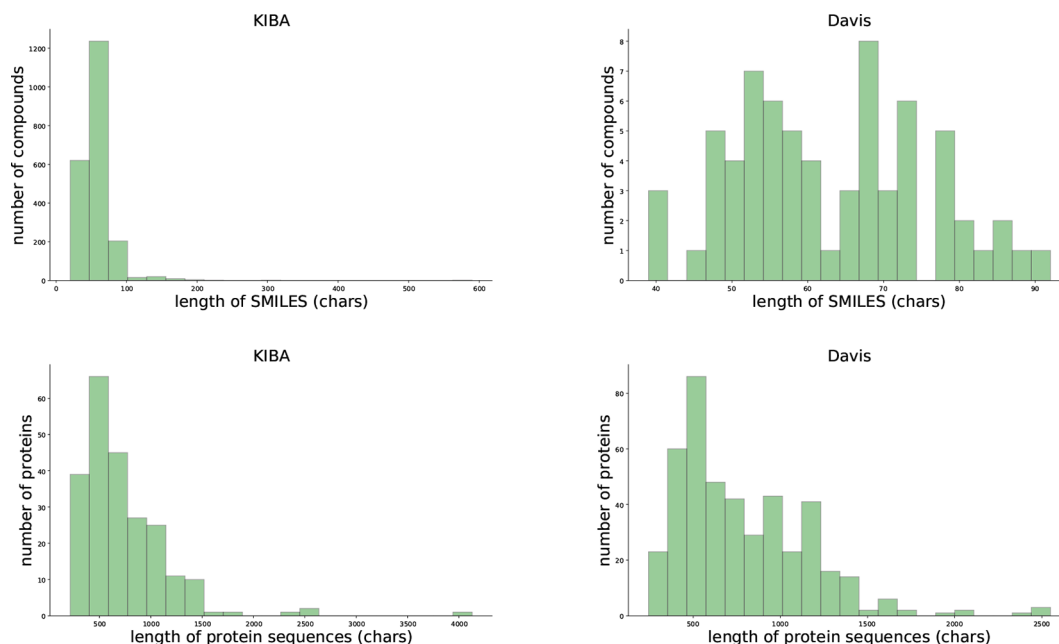 KIBA
number of compounds
1200
1000
800
600
400
200
0
0 100 200 300 400 500 600
length of SMILES (chars)
Davis
number of compounds
8
7
6
5
4
3
2
1
0
40 50 60 70 80 90
length of SMILES (chars)
KIBA
number of proteins
60
50
40
30
20
10
0
500 1000 1500 2000 2500 3000 3500 4000
length of protein sequences (chars)
Davis
number of proteins
80
60
40
20
0
500 1000 1500 2000 2500
length of protein sequences (chars)